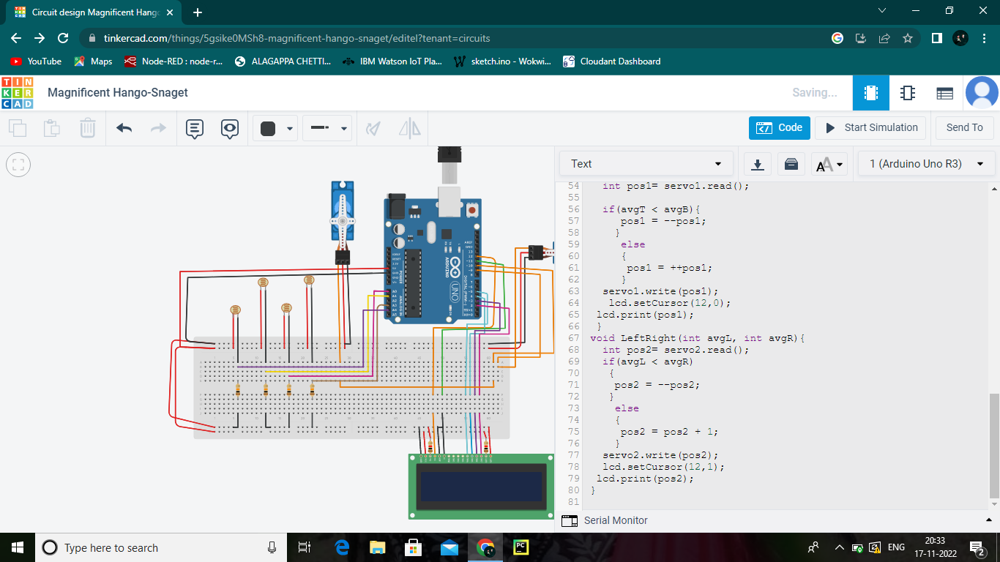 Circuit design Magnificent Hang
tinkercad.com/things/5gsike0MSh8-magnificent-hango-snaget/editel?tenant=circuits
YouTube Maps Node-RED : node-r... ALAGAPPA CHETTI... IBM Watson IoT Pla... sketch.ino - Wokwi... Cloudant Dashboard
TIN
KER
CAD
Magnificent Hango-Snaget
Saving...
Code
Start Simulation
Send To
Text
1 (Arduino Uno R3)
54 int pos1= servo1.read();
55
56 if(avgT < avgB){
57 pos1 = --pos1;
58 }
59 else
60 {
61 pos1 = ++pos1;
62 }
63 servo1.write(pos1);
64 lcd.setCursor(12,0);
65 lcd.print(pos1);
66 }
67 void LeftRight(int avgL, int avgR){
68 int pos2= servo2.read();
69 if(avgL < avgR)
70 {
71 pos2 = --pos2;
72 }
73 else
74 {
75 pos2 = pos2 + 1;
76 }
77 servo2.write(pos2);
78 lcd.setCursor(12,1);
79 lcd.print(pos2);
80 }
81
ARDUINO
UNO
Serial Monitor
Type here to search
PC
ENG
20:33
17-11-2022
2